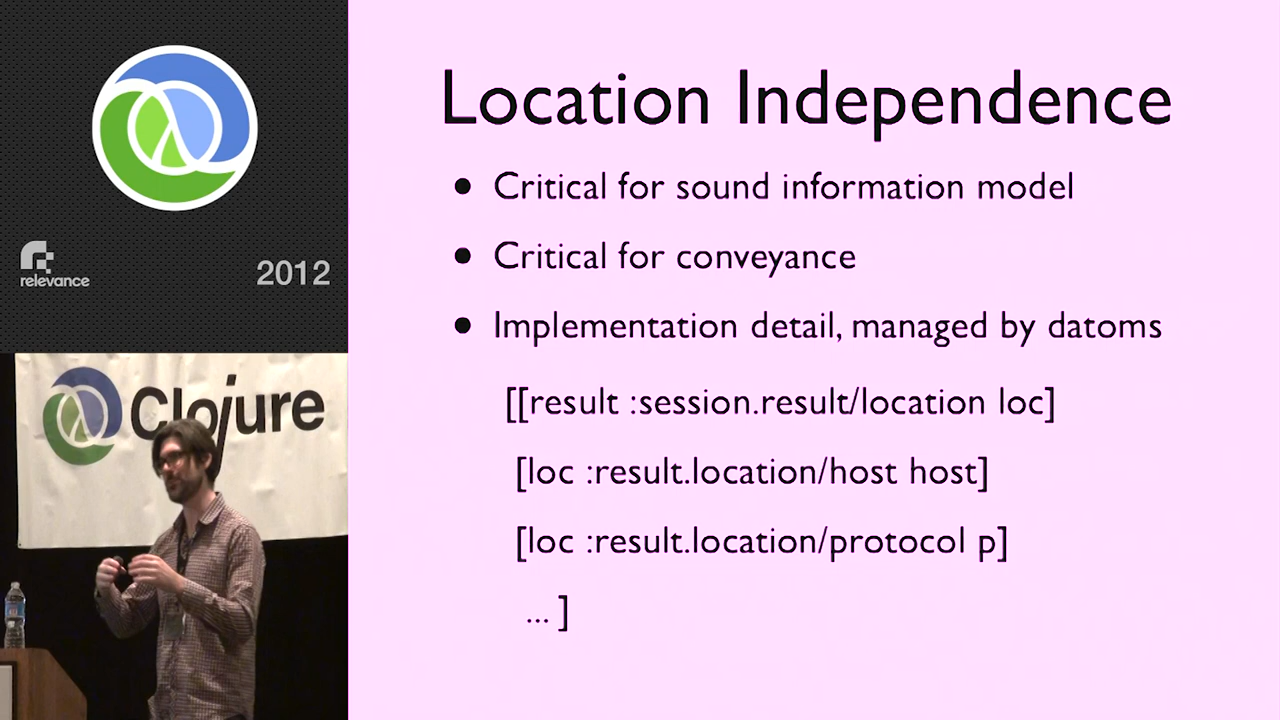 relevance
2012
Clojure
Location Independence
• Critical for sound information model
• Critical for conveyance
• Implementation detail, managed by datoms
[[result :session.result/location loc]
[loc :result.location/host host]
[loc :result.location/protocol p]
... ]